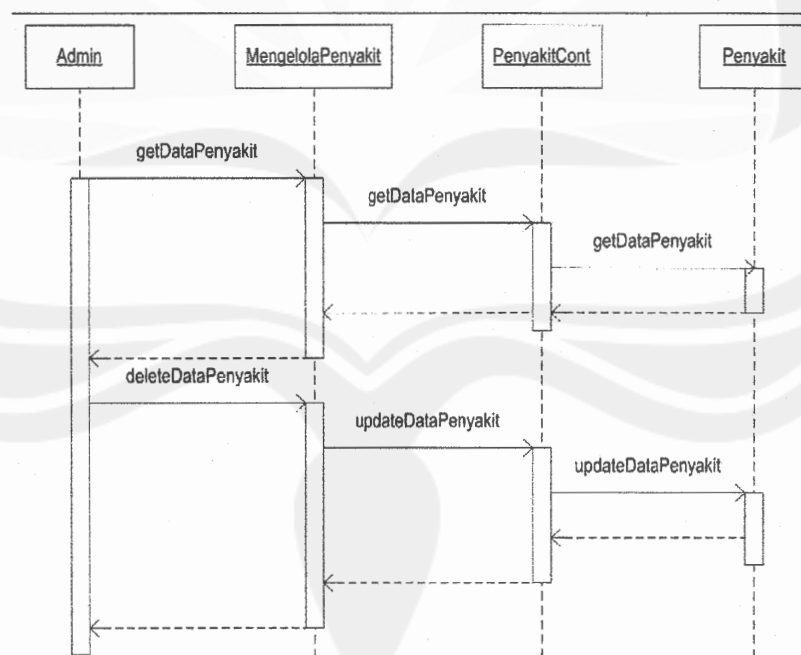 Admin
MengelolaPenyakit
PenyakitCont
Penyakit
getDataPenyakit
getDataPenyakit
getDataPenyakit
deleteDataPenyakit
updateDataPenyakit
updateDataPenyakit